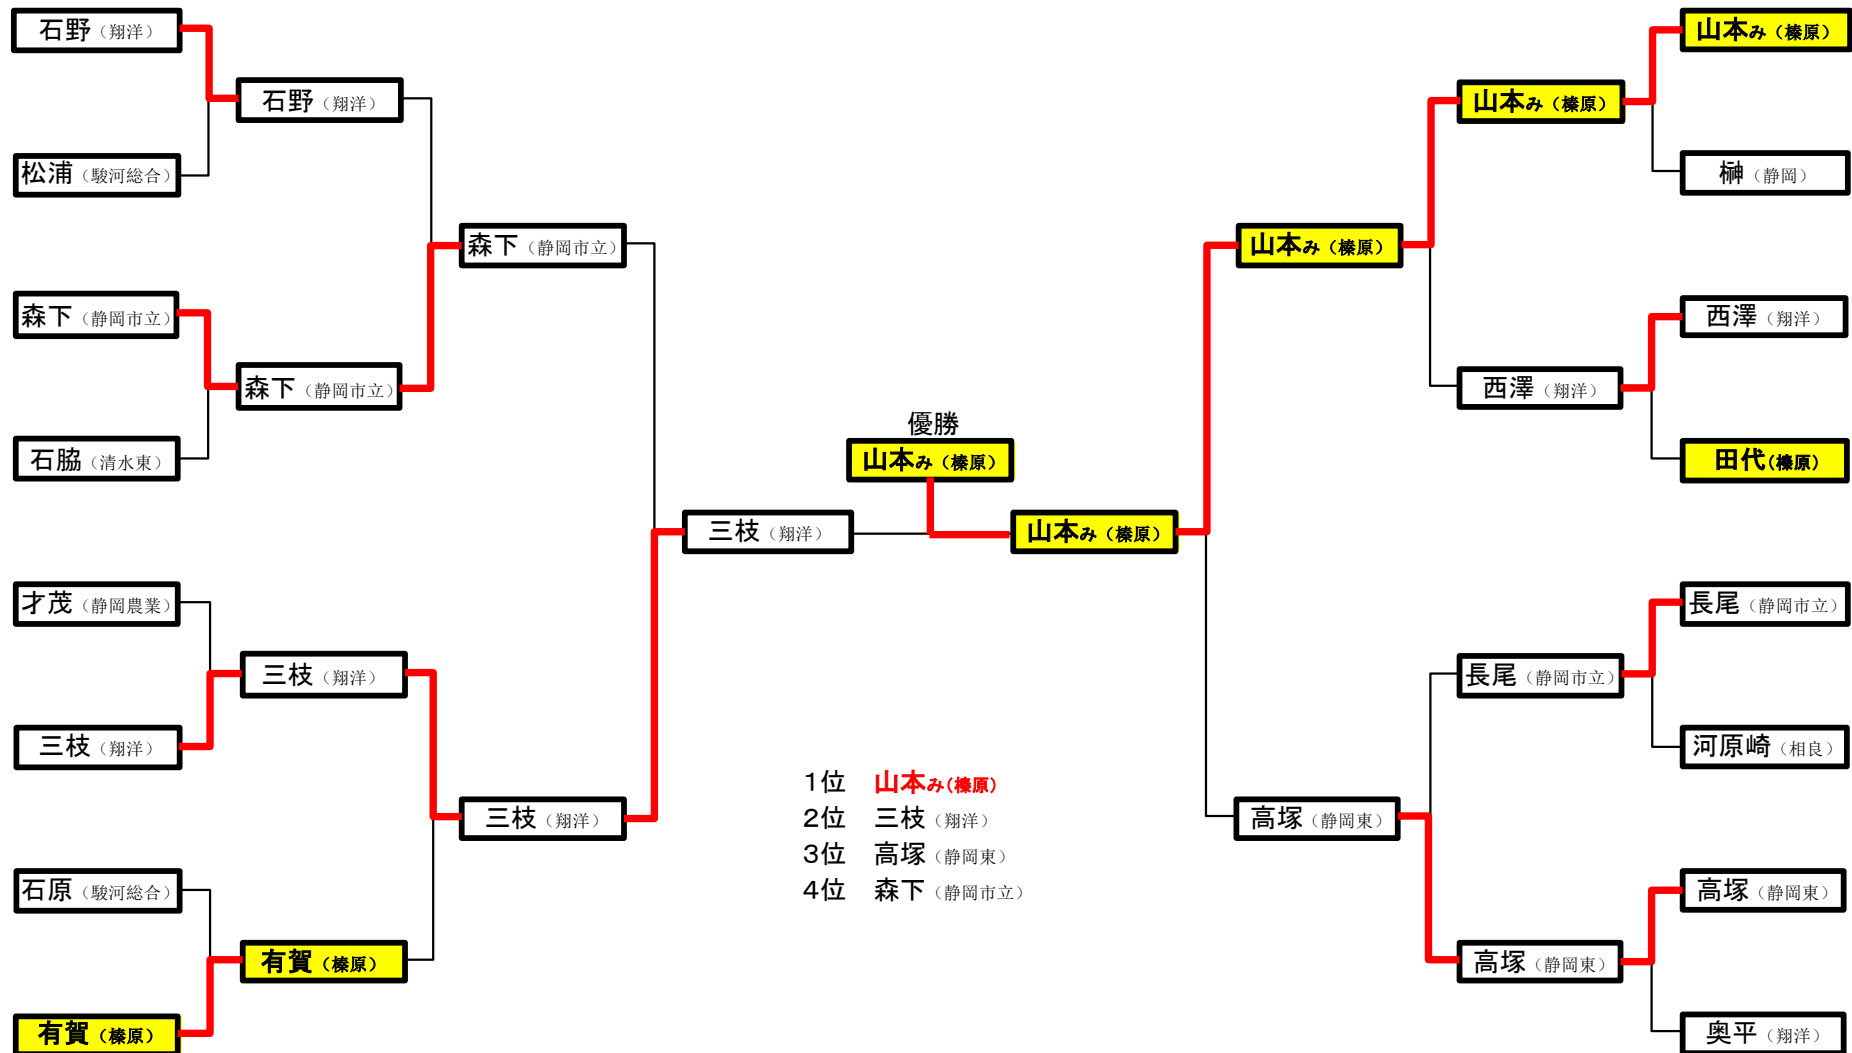 石野（翔洋）
石野（翔洋）
松浦（駿河総合）
森下（静岡市立）
森下（静岡市立）
森下（静岡市立）
石脇（清水東）
才茂（静岡農業）
三枝（翔洋）
三枝（翔洋）
三枝（翔洋）
石原（駿河総合）
有賀（榛原）
有賀（榛原）
三枝（翔洋）
優勝
山本み（榛原）
山本み（榛原）
山本み（榛原）
山本み（榛原）
山本み（榛原）
榊（静岡）
西澤（翔洋）
西澤（翔洋）
田代(榛原)
長尾（静岡市立）
長尾（静岡市立）
河原崎（相良）
高塚（静岡東）
高塚（静岡東）
高塚（静岡東）
奥平（翔洋）
1位 山本み(榛原)
2位 三枝（翔洋）
3位 高塚（静岡東）
4位 森下（静岡市立）